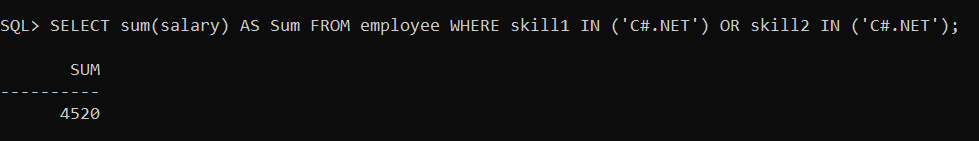 SQL> SELECT sum(salary) AS Sum FROM employee WHERE skill1 IN ('C#.NET') OR skill2 IN ('C#.NET');
SUM
----------
4520